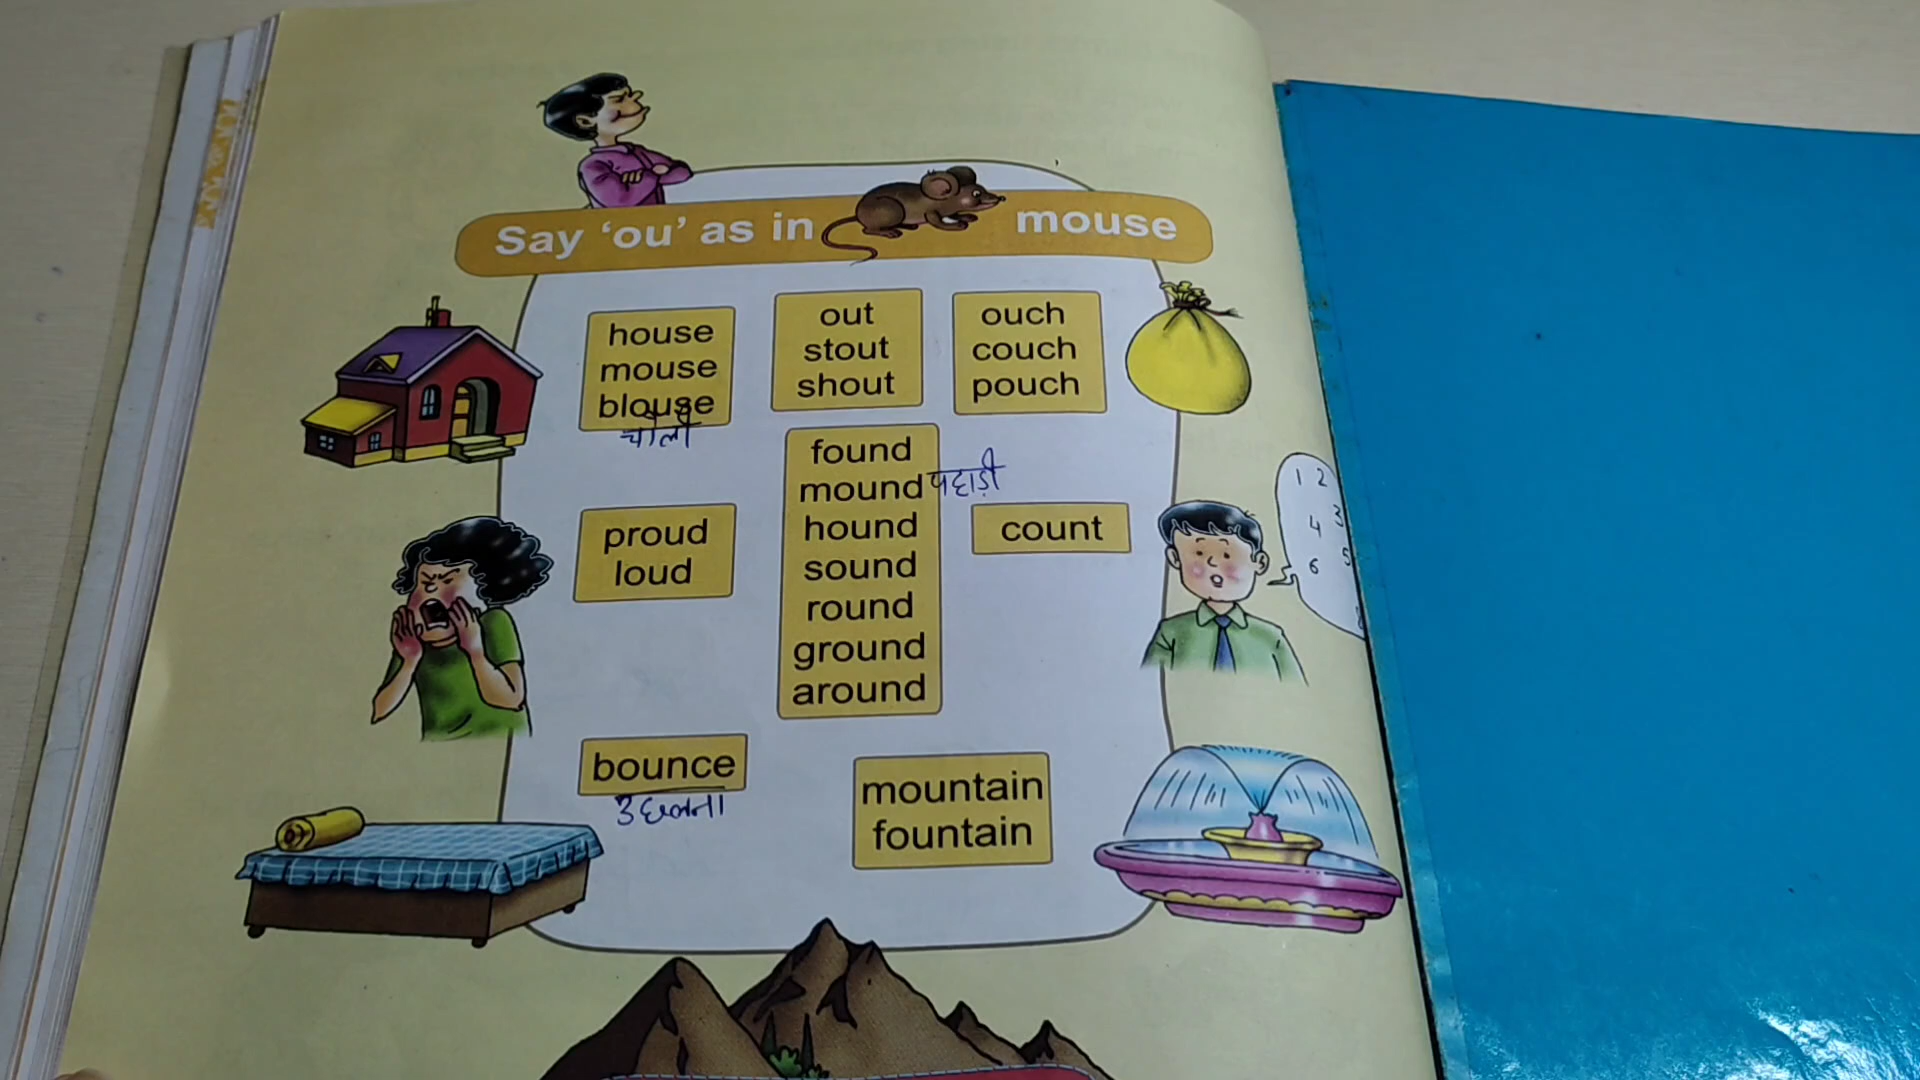 Say ‘ou’ as in mouse
house
mouse
blouse
चोली
out
stout
shout
ouch
couch
pouch
found
mound पहाड़ी
hound
sound
round
ground
around
proud
loud
count
1 2
3
4
5
6
bounce
उछलना
mountain
fountain